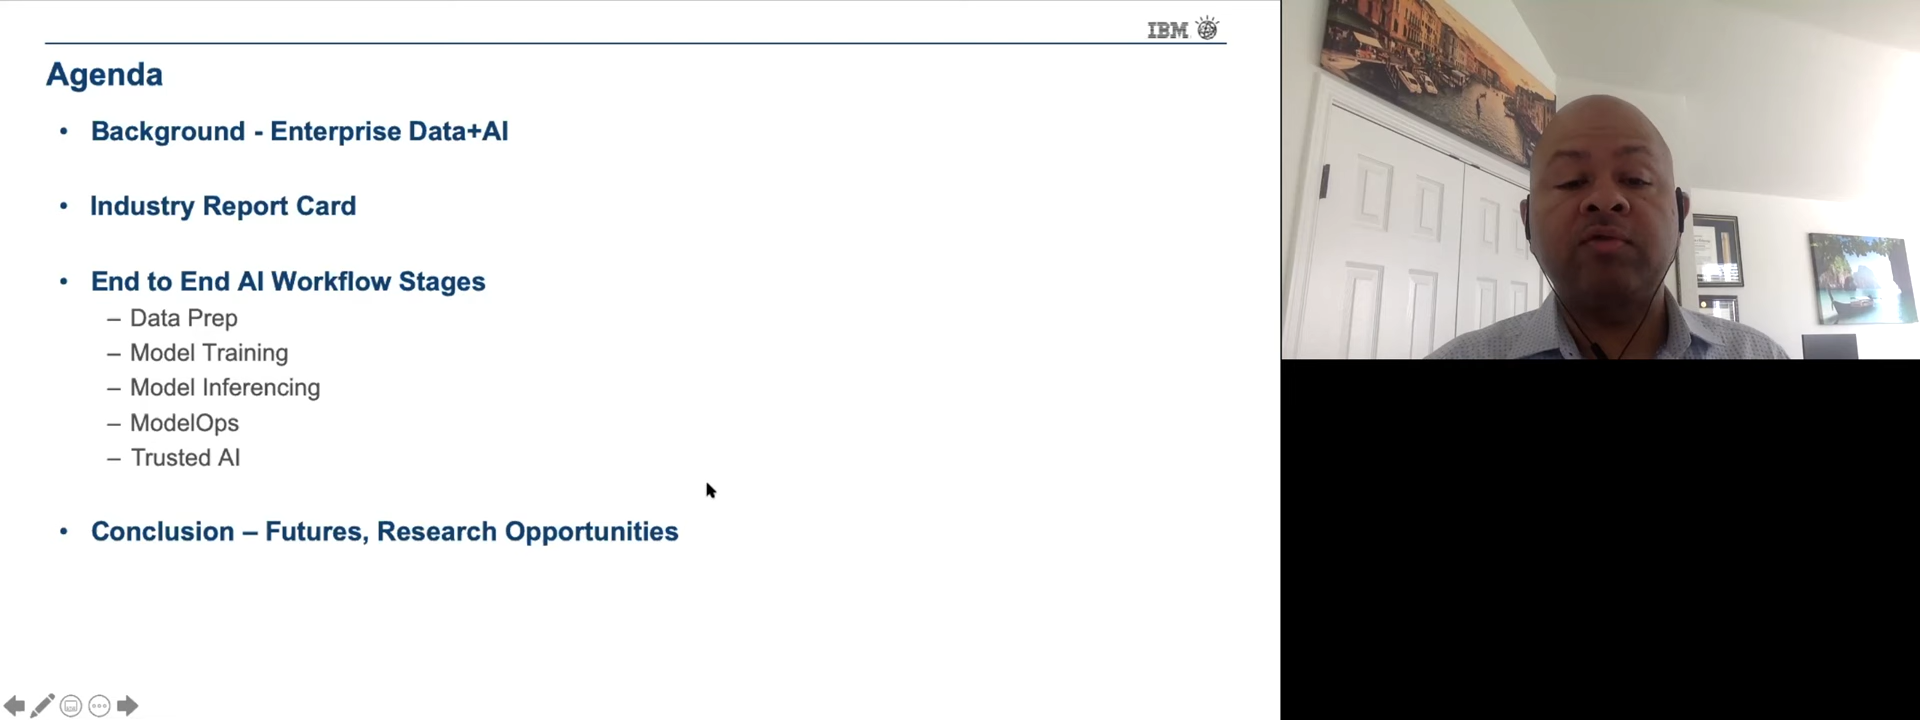 IBM
Agenda
• Background - Enterprise Data+AI
• Industry Report Card
• End to End AI Workflow Stages
– Data Prep
– Model Training
– Model Inferencing
– ModelOps
– Trusted AI
• Conclusion – Futures, Research Opportunities